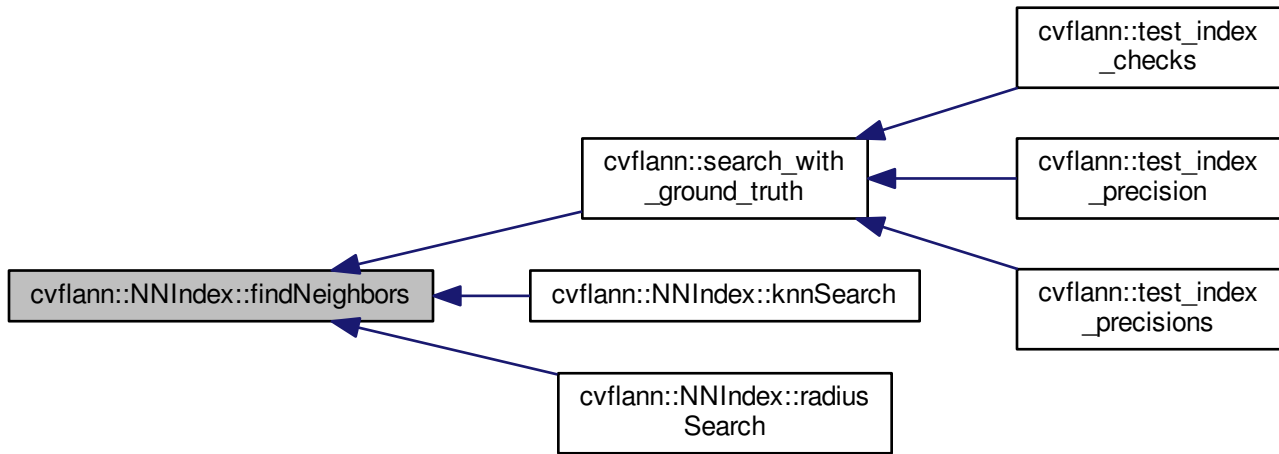 cvflann::test_index
_checks
cvflann::search_with
_ground_truth
cvflann::test_index
_precision
cvflann::NNIndex::findNeighbors
cvflann::NNIndex::knnSearch
cvflann::test_index
_precisions
cvflann::NNIndex::radius
Search